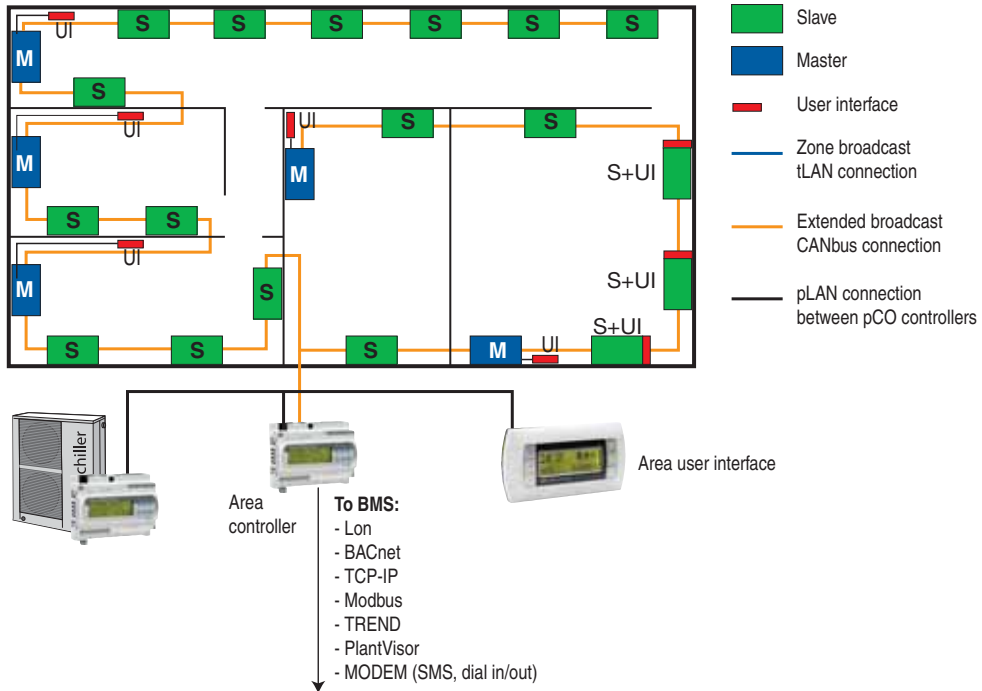 UI
S
S
S
S
S
S
M
S
UI
M
S
S
UI
M
S
S
S
UI
M
S
S
S+UI
S+UI
S+UI
S
M
UI
Slave
Master
User interface
Zone broadcast
tLAN connection
Extended broadcast
CANbus connection
pLAN connection
between pCO controllers
chiller
Area
controller
Area user interface
To BMS:
- Lon
- BACnet
- TCP-IP
- Modbus
- TREND
- PlantVisor
- MODEM (SMS, dial in/out)